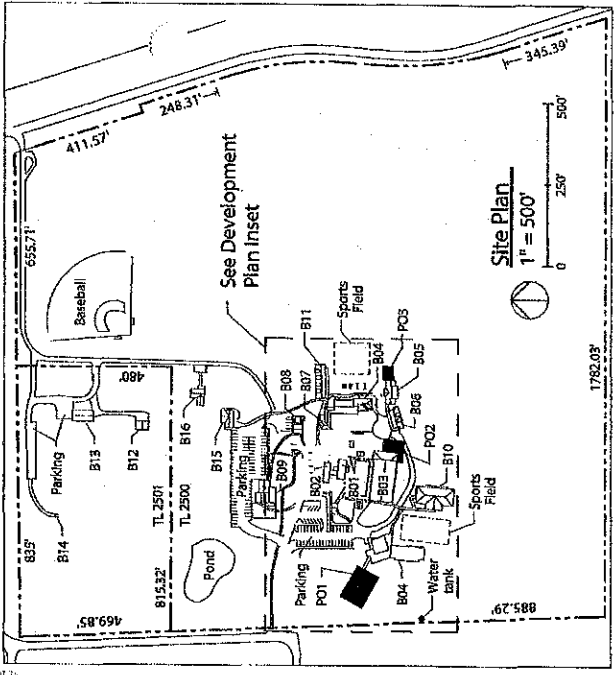 835'
655.71'
411.57'
B14
Parking
B13
Baseball
B12
480'
469.85'
TL 2501
TL 2500
815.32'
248.31'
B16
B15
Pond
See Development
Plan Inset
Parking
B09
B08
B07
B11
B02
Parking
PO1
B01
Sports
Field
B03
B04
PO3
B05
B06
PO2
B10
B04
Water
tank
Sports
Field
885.29'
Site Plan
1" = 500'
0
250'
500'
345.39'
1782.03'